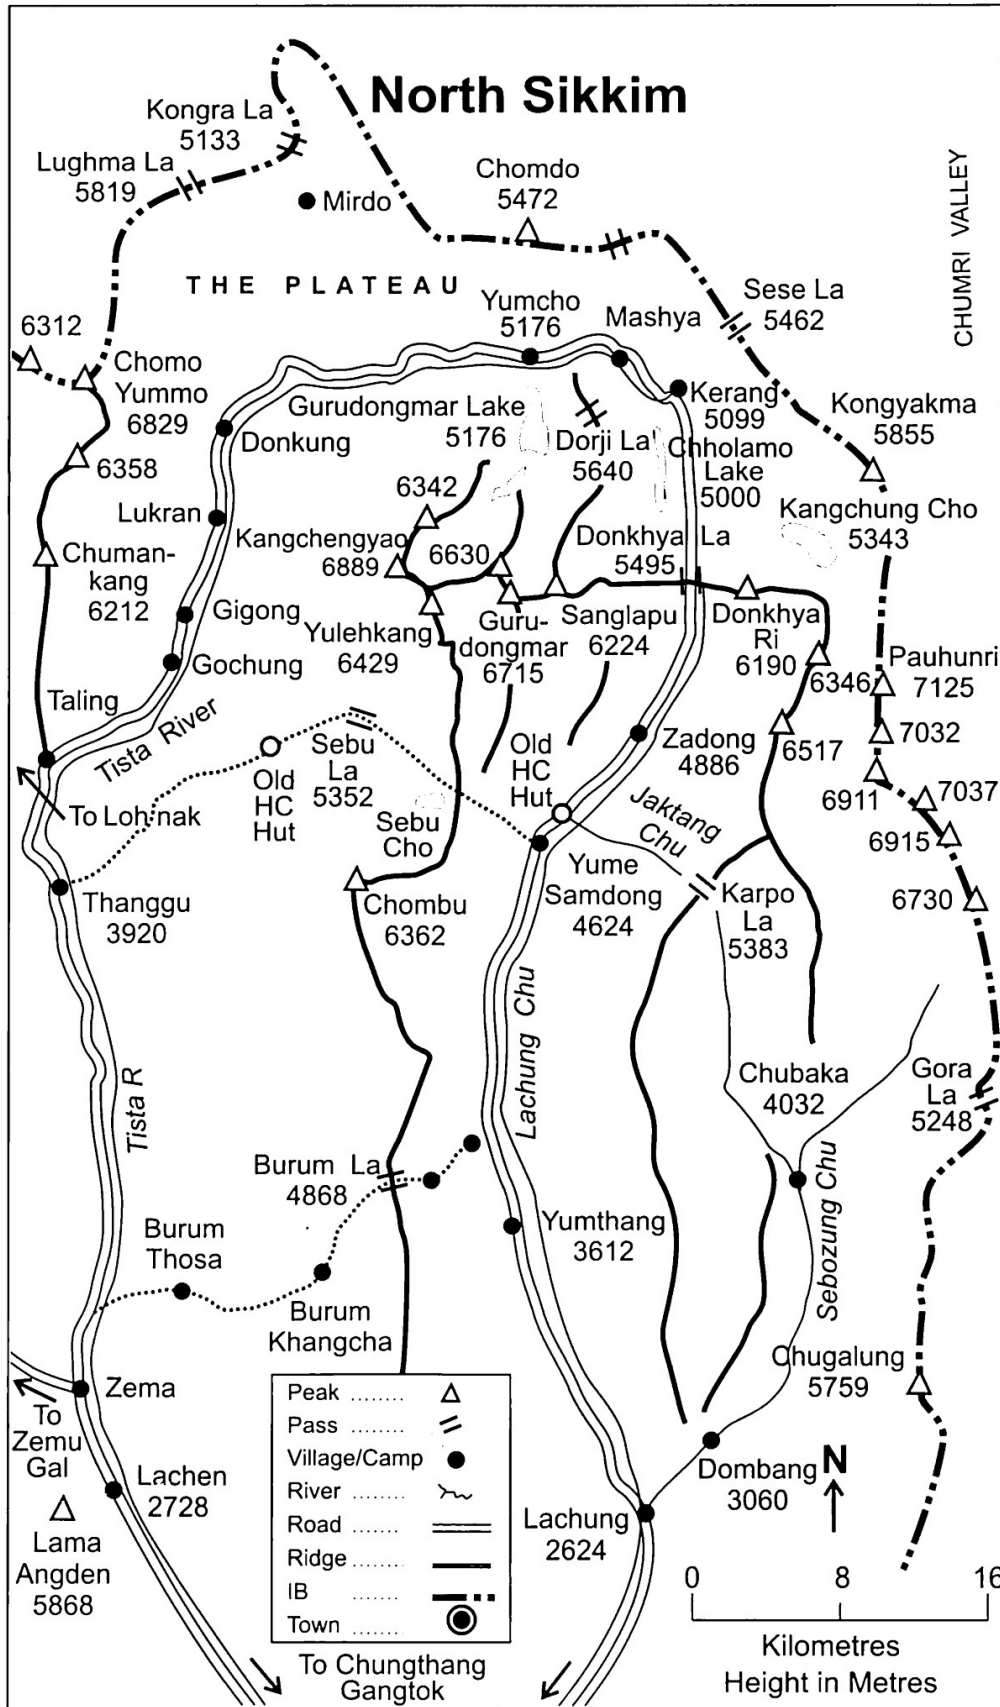 North Sikkim
Kongra La
5133
Lughma La
5819
Mirdo
Chomdo
5472
CHUMRI VALLEY
THE PLATEAU
Sese La
5462
Yumcho
5176
Mashya
6312
Chomo
Yummo
6829
Kerang
5099
Kongyakma
5855
Gurudongmar Lake
5176
Donkung
Dorji La
5640
Chholamo
Lake
5000
6358
6342
Lukran
Kangchung Cho
5343
Kangchengyao
6889
6630
Donkhya La
5495
Chuman-
kang
6212
Gigong
Yulehkang
6429
Guru-
dongmar
6715
Sanglapu
6224
Donkhya
Ri
6190
6346
Pauhunri
7125
Gochung
Taling
Tista River
Sebu
La
5352
Old
HC
Hut
Old
HC
Hut
Zadong
4886
6517
7032
6911
7037
To Lohnak
Sebu
Cho
Jaktang
Chu
6915
Thanggu
3920
Chombu
6362
Yume
Samdong
4624
Karpo
La
5383
6730
Lachung Chu
Tista R
Chubaka
4032
Gora
La
5248
Burum La
4868
Yumthang
3612
Sebozung Chu
Burum
Thosa
Burum
Khangcha
Chugalung
5759
Zema
To
Zemu
Gal
Lachen
2728
Lama
Angden
5868
Dombang
3060
N
Lachung
2624
Peak ........
Pass ........
Village/Camp
River ........
Road ........
Ridge ........
IB ........
Town ........
To Chungthang
Gangtok
0 8 16
Kilometres
Height in Metres